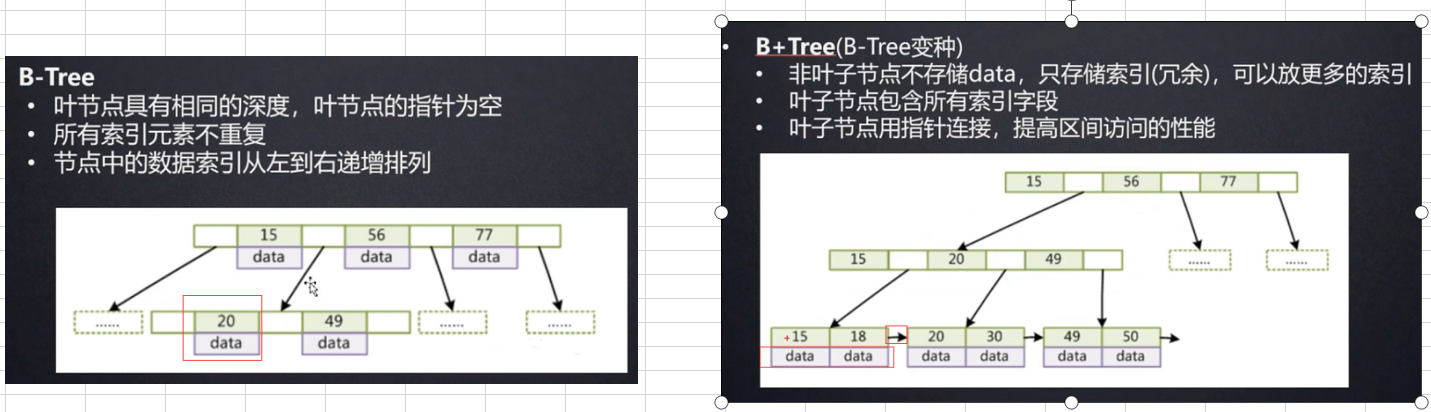 B-Tree
• 叶节点具有相同的深度，叶节点的指针为空
• 所有索引元素不重复
• 节点中的数据索引从左到右递增排列
15 56 77
data data data
...... 20 49 ...... ......
data data
• B+Tree(B-Tree变种)
• 非叶子节点不存储data，只存储索引(冗余)，可以放更多的索引
• 叶子节点包含所有索引字段
• 叶子节点用指针连接，提高区间访问的性能
15 56 77
15 20 49 ...... ......
+15 18 20 30 49 50
data data data data data data